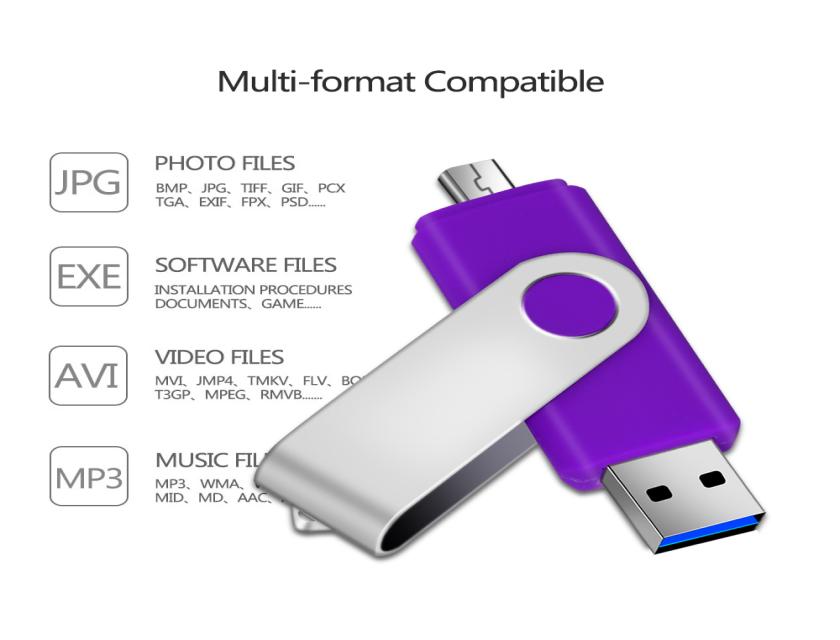 Multi-format Compatible
JPG
PHOTO FILES
BMP、JPG、TIFF、GIF、PCX
TGA、EXIF、FPX、PSD......
EXE
SOFTWARE FILES
INSTALLATION PROCEDURES
DOCUMENTS、GAME......
AVI
VIDEO FILES
MVI、JMP4、TMKV、FLV、
T3GP、MPEG、RMVB.......
MP3
MUSIC
MP3、WMA、
MID、MD、AAC、